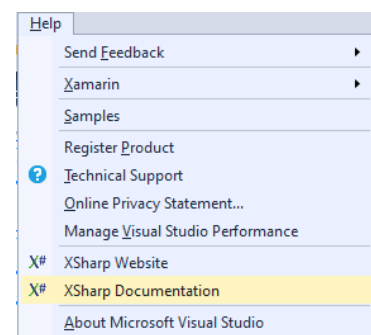 Help
Send Feedback
Xamarin
Samples
Register Product
Technical Support
Online Privacy Statement...
Manage Visual Studio Performance
X# XSharp Website
X# XSharp Documentation
About Microsoft Visual Studio